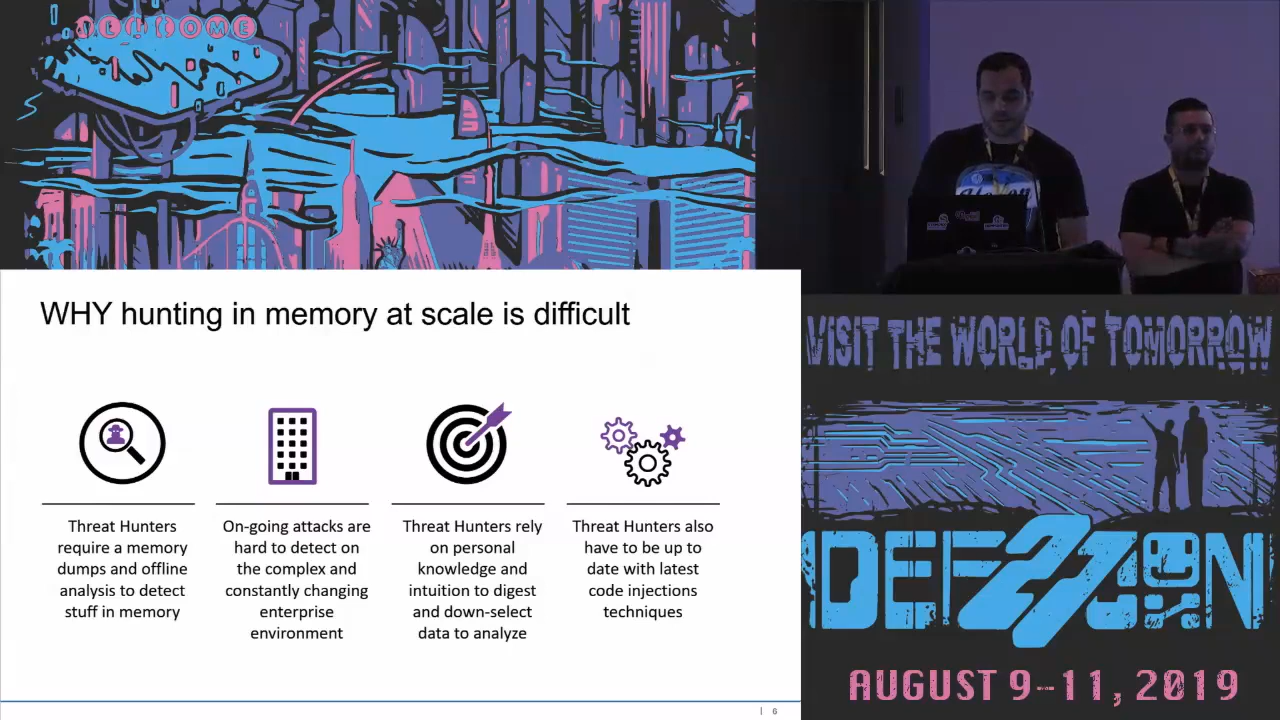 WELCOME
WHY hunting in memory at scale is difficult
Threat Hunters
require a memory
dumps and offline
analysis to detect
stuff in memory
On-going attacks are
hard to detect on
the complex and
constantly changing
enterprise
environment
Threat Hunters rely
on personal
knowledge and
intuition to digest
and down-select
data to analyze
Threat Hunters also
have to be up to
date with latest
code injections
techniques
| 6
VISIT THE WORLD OF TOMORROW
DEF CON
27
AUGUST 9-11, 2019